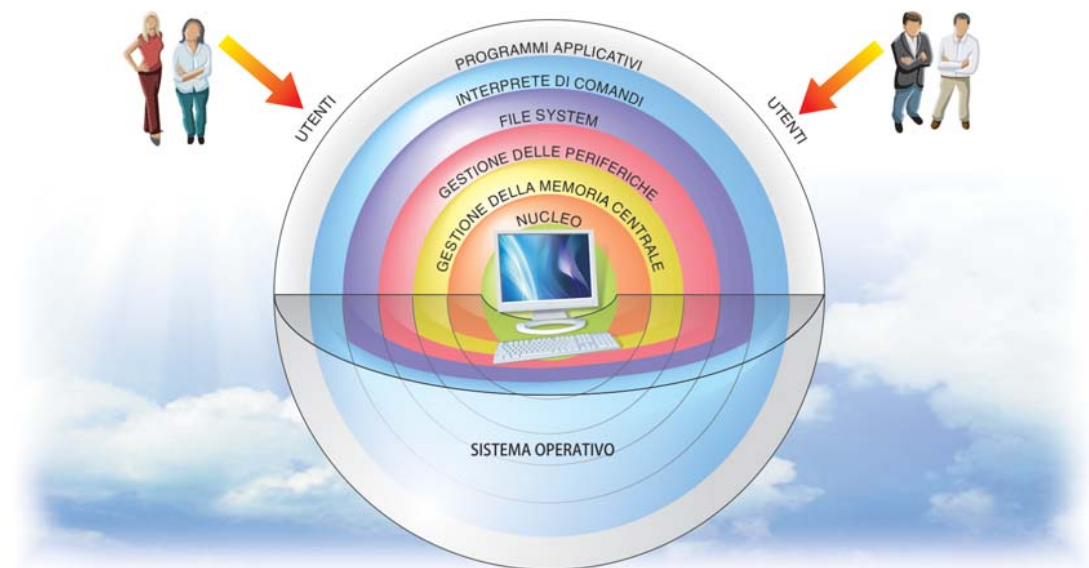 PROGRAMMI APPLICATIVI
INTERPRETE DI COMANDI
UTENTI
UTENTI
FILE SYSTEM
GESTIONE DELLE PERIFERICHE
GESTIONE DELLA MEMORIA CENTRALE
NUCLEO
SISTEMA OPERATIVO